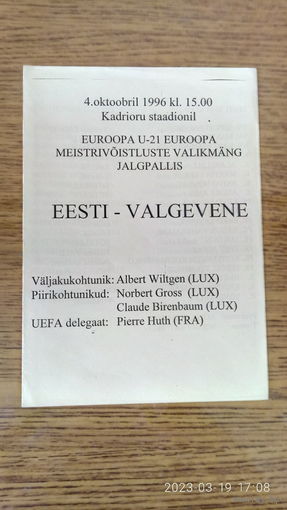 4.oktoobril 1996 kl. 15.00
Kadrioru staadionil
EUROOPA U-21 EUROOPA
MEISTRIVÕISTLUSTE VALIKMÄNG
JALGPALLIS
EESTI - VALGEVENE
Väljakukohtunik: Albert Wiltgen (LUX)
Piirikohtunikud: Norbert Gross (LUX)
Claude Birenbaum (LUX)
UEFA delegaat: Pierre Huth (FRA)
2023-03-19 17:08